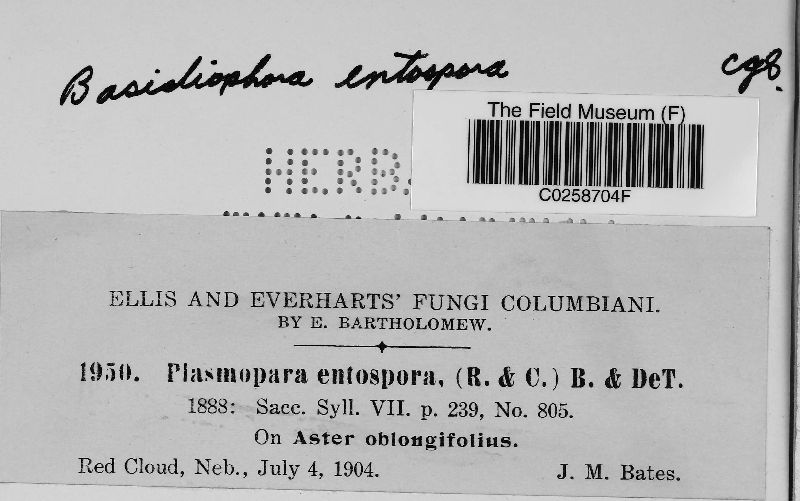 Basidiophora entospora
cgs.
The Field Museum (F)
C0258704F
HERB.
ELLIS AND EVERHARTS' FUNGI COLUMBIANI.
BY E. BARTHOLOMEW.
1950. Plasmopara entospora, (R. & C.) B. & DeT.
1888: Sacc. Syll. VII. p. 239, No. 805.
On Aster oblongifolius.
Red Cloud, Neb., July 4, 1904.
J. M. Bates.